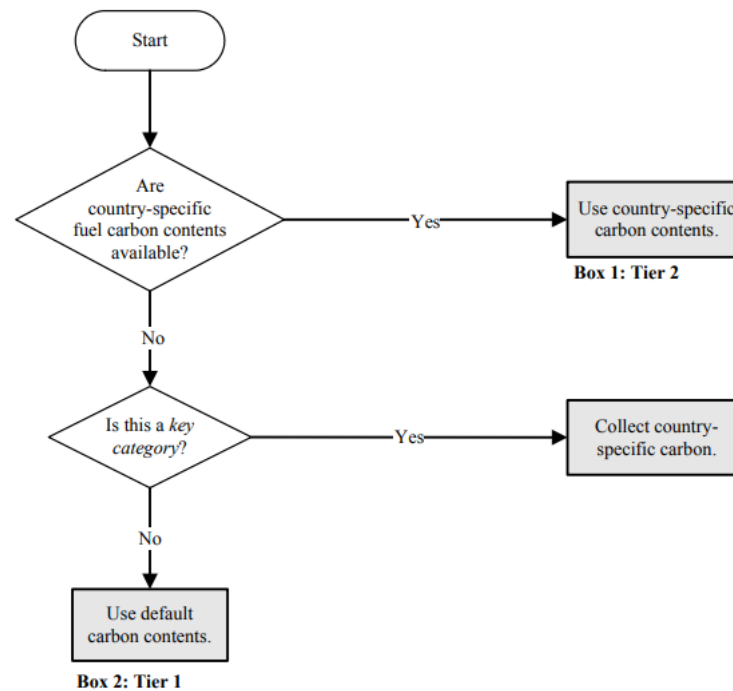 Start
Are
country-specific
fuel carbon contents
available?
Yes
Use country-specific
carbon contents.
Box 1: Tier 2
No
Is this a key
category?
Yes
Collect country-
specific carbon.
No
Use default
carbon contents.
Box 2: Tier 1